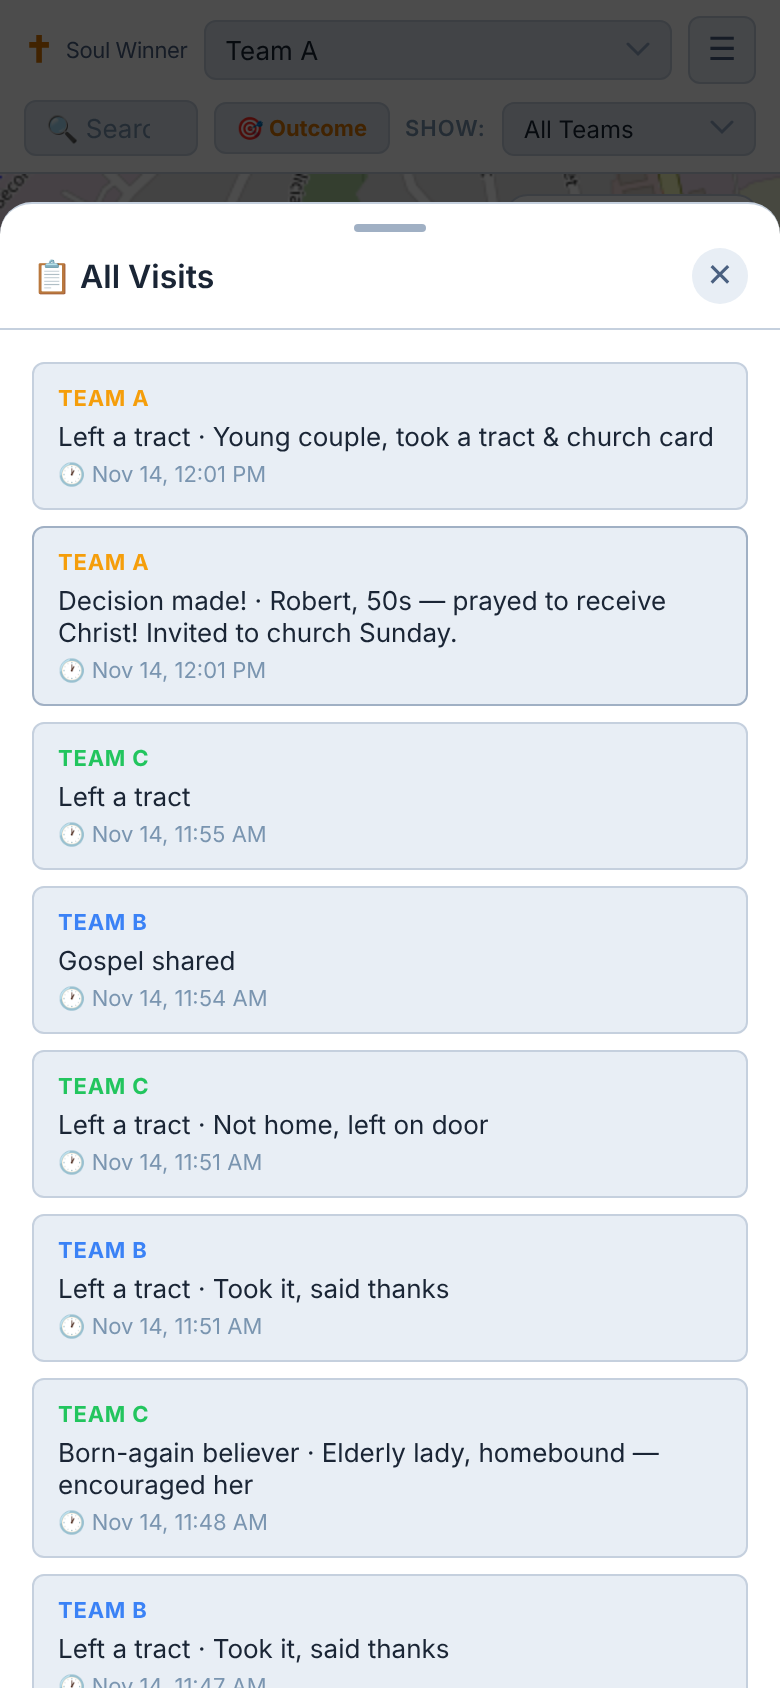 Soul Winner
Team A
Searc
Outcome
SHOW:
All Teams
All Visits
TEAM A
Left a tract · Young couple, took a tract & church card
Nov 14, 12:01 PM
TEAM A
Decision made! · Robert, 50s — prayed to receive
Christ! Invited to church Sunday.
Nov 14, 12:01 PM
TEAM C
Left a tract
Nov 14, 11:55 AM
TEAM B
Gospel shared
Nov 14, 11:54 AM
TEAM C
Left a tract · Not home, left on door
Nov 14, 11:51 AM
TEAM B
Left a tract · Took it, said thanks
Nov 14, 11:51 AM
TEAM C
Born-again believer · Elderly lady, homebound —
encouraged her
Nov 14, 11:48 AM
TEAM B
Left a tract · Took it, said thanks
Nov 14, 11:47 AM